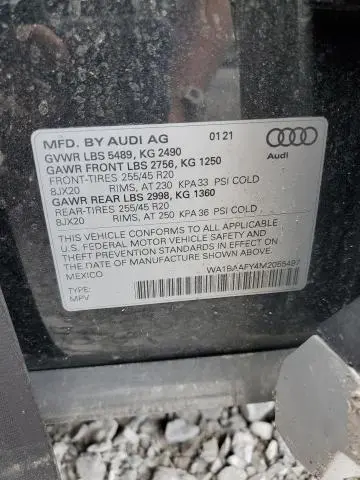 MFD. BY AUDI AG 01 21
GVWR LBS 5489, KG 2490
GAWR FRONT LBS 2756, KG 1250
FRONT-TIRES 255/45 R20
8JX20 RIMS, AT 230 KPA 33 PSI COLD
GAWR REAR LBS 2998, KG 1360
REAR-TIRES 255/45 R20
8JX20 RIMS, AT 250 KPA 36 PSI COLD
Audi
THIS VEHICLE CONFORMS TO ALL APPLICABLE
U.S. FEDERAL MOTOR VEHICLE SAFETY AND
THEFT PREVENTION STANDARDS IN EFFECT ON
THE DATE OF MANUFACTURE SHOWN ABOVE.
MEXICO
WA1BAAFY4M2055497
TYPE:
MPV